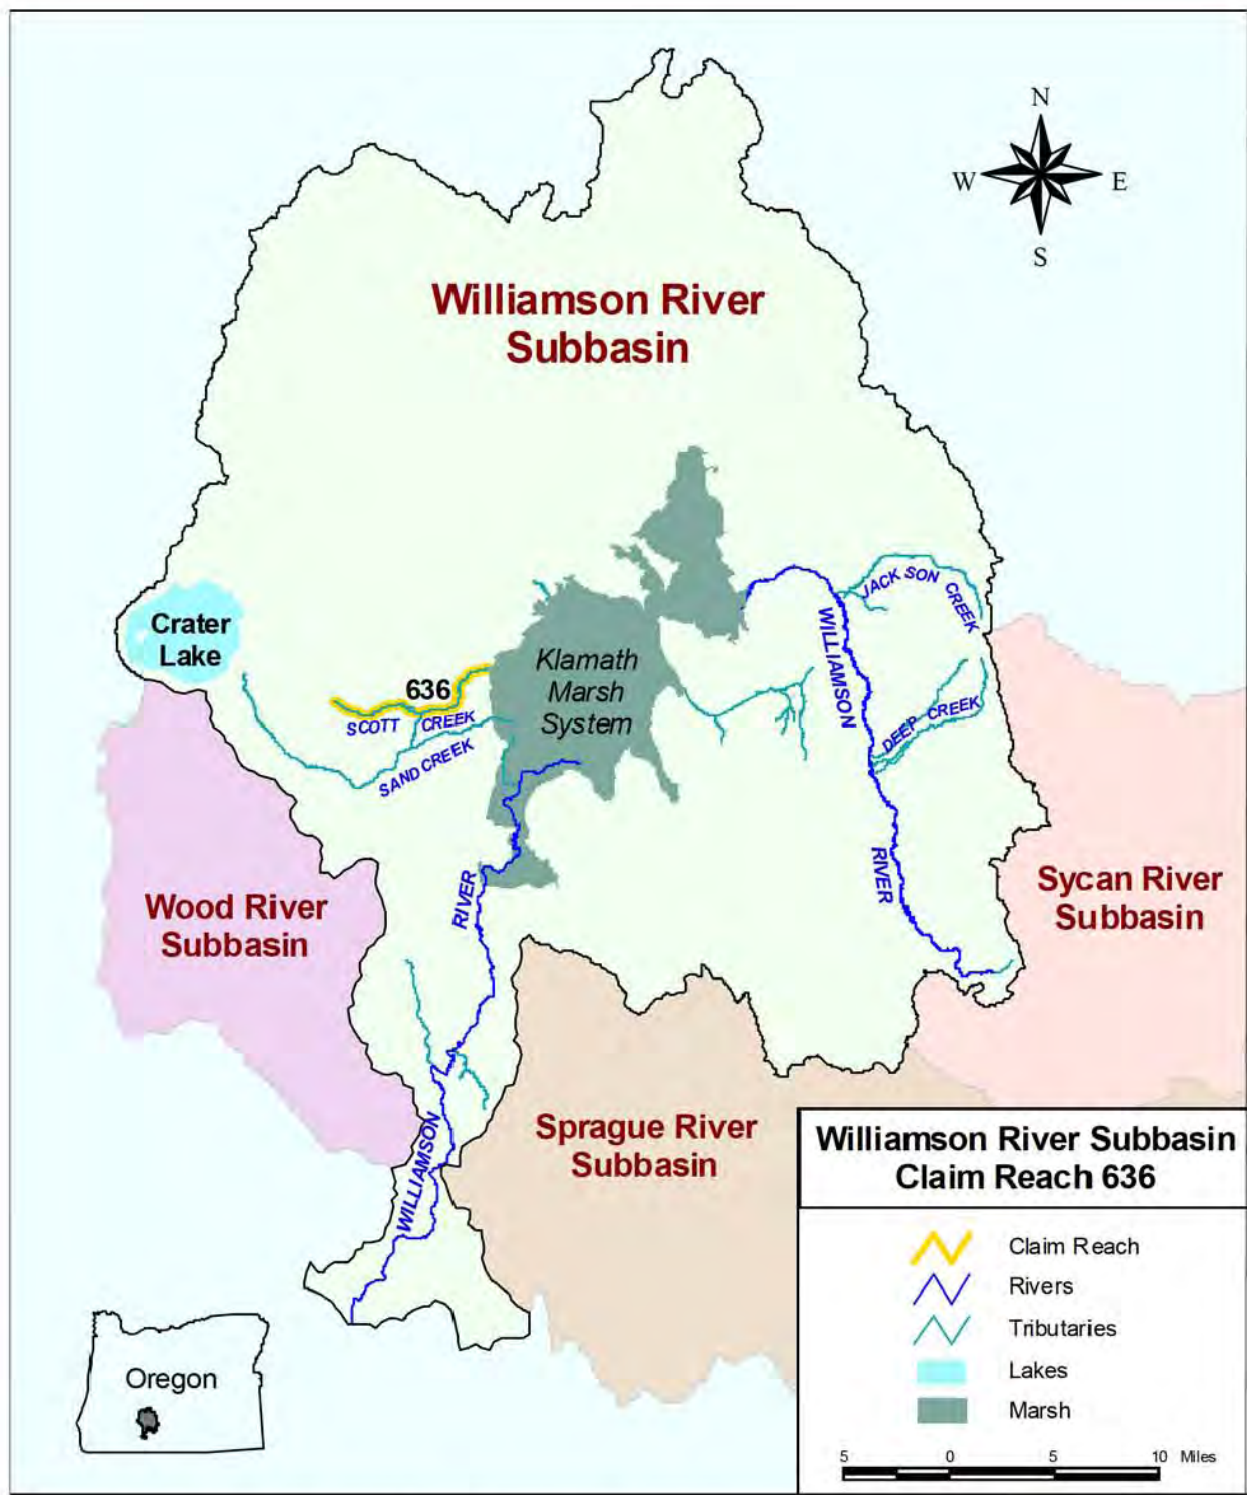 N
W
E
S
Williamson River
Subbasin
JACKSON
CREEK
Crater
Lake
WILLIAMSON
Klamath
Marsh
System
636
SCOTT
CREEK
DEEP CREEK
SAND CREEK
RIVER
RIVER
Sycan River
Subbasin
Wood River
Subbasin
WILLIAMSON
Sprague River
Subbasin
Williamson River Subbasin
Claim Reach 636
Claim Reach
Rivers
Tributaries
Lakes
Marsh
Oregon
5 0 5 10 Miles